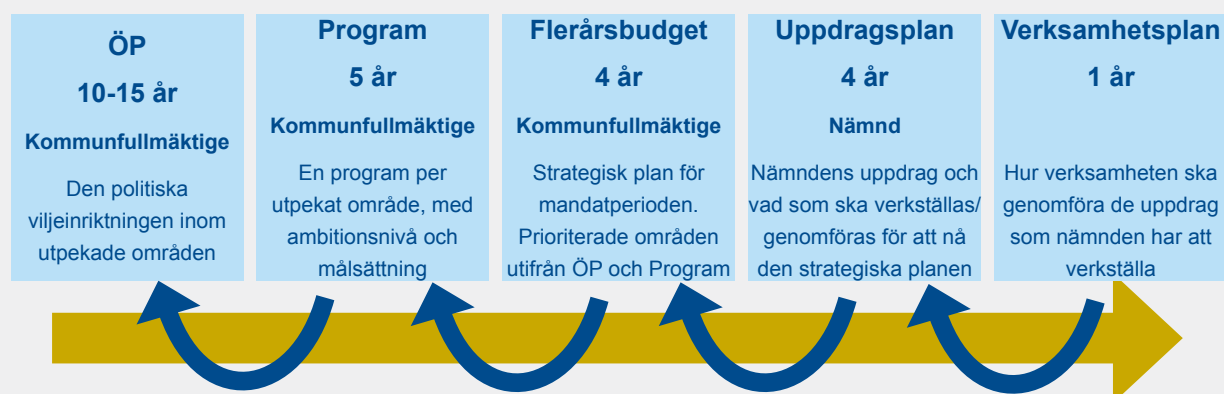 ÖP
10-15 år
Kommunfullmäktige
Den politiska
viljeinriktningen inom
utpekade områden
Program
5 år
Kommunfullmäktige
En program per
utpekat område, med
ambitionsnivå och
målsättning
Flerårsbudget
4 år
Kommunfullmäktige
Strategisk plan för
mandatperioden.
Prioriterade områden
utifrån ÖP och Program
Uppdragsplan
4 år
Nämnd
Nämndens uppdrag och
vad som ska verkställas/
genomföras för att nå
den strategiska planen
Verksamhetsplan
1 år
Hur verksamheten ska
genomföra de uppdrag
som nämnden har att
verkställa